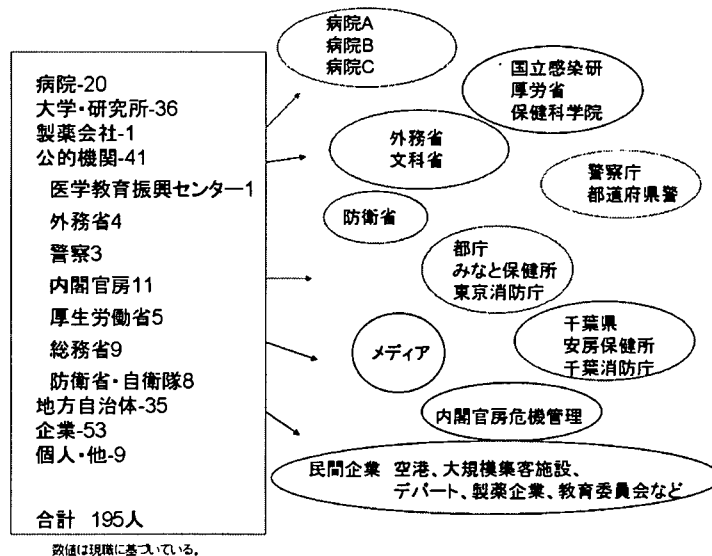 病院-20
大学・研究所-36
製薬会社-1
公的機関-41
医学教育振興センター1
外務省4
警察3
内閣官房11
厚生労働省5
総務省9
防衛省・自衛隊8
地方自治体-35
企業-53
個人・他-9
合計 195人
数値は現職に基づいている。
病院A
病院B
病院C
国立感染研
厚労省
保健科学院
外務省
文科省
警察庁
都道府県警
防衛省
都庁
みなと保健所
東京消防庁
千葉県
安房保健所
千葉消防庁
メディア
内閣官房危機管理
民間企業 空港、大規模集客施設、
デパート、製薬企業、教育委員会など